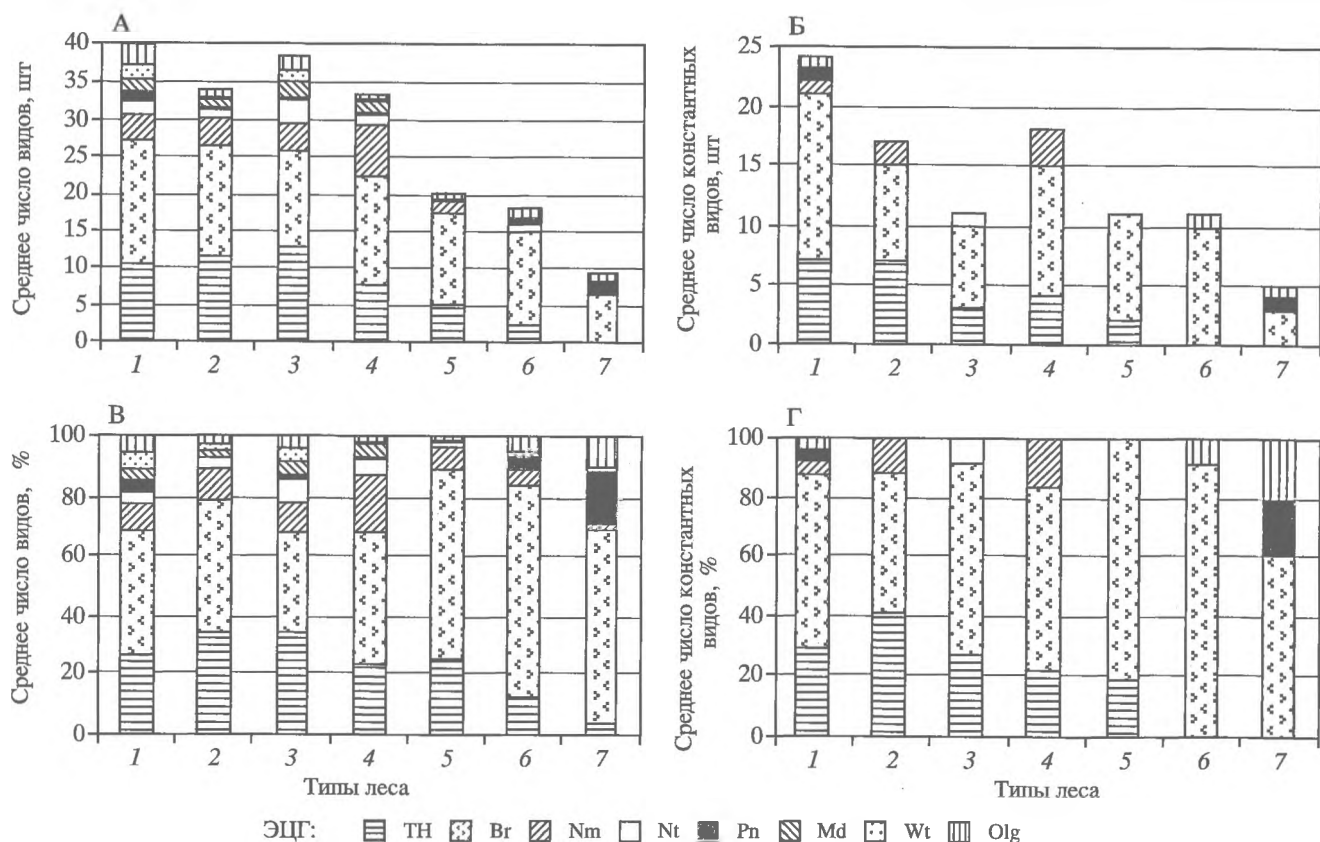 А
Среднее число видов, шт
40
35
30
25
20
15
10
5
0
1 2 3 4 5 6 7
Б
Среднее число константных
видов, шт
25
20
15
10
5
0
1 2 3 4 5 6 7
В
Среднее число видов, %
100
80
60
40
20
0
1 2 3 4 5 6 7
Типы леса
Г
Среднее число константных
видов, %
100
80
60
40
20
0
1 2 3 4 5 6 7
Типы леса
ЭЦГ: TH Br Nm Nt Pn Md Wt Olg